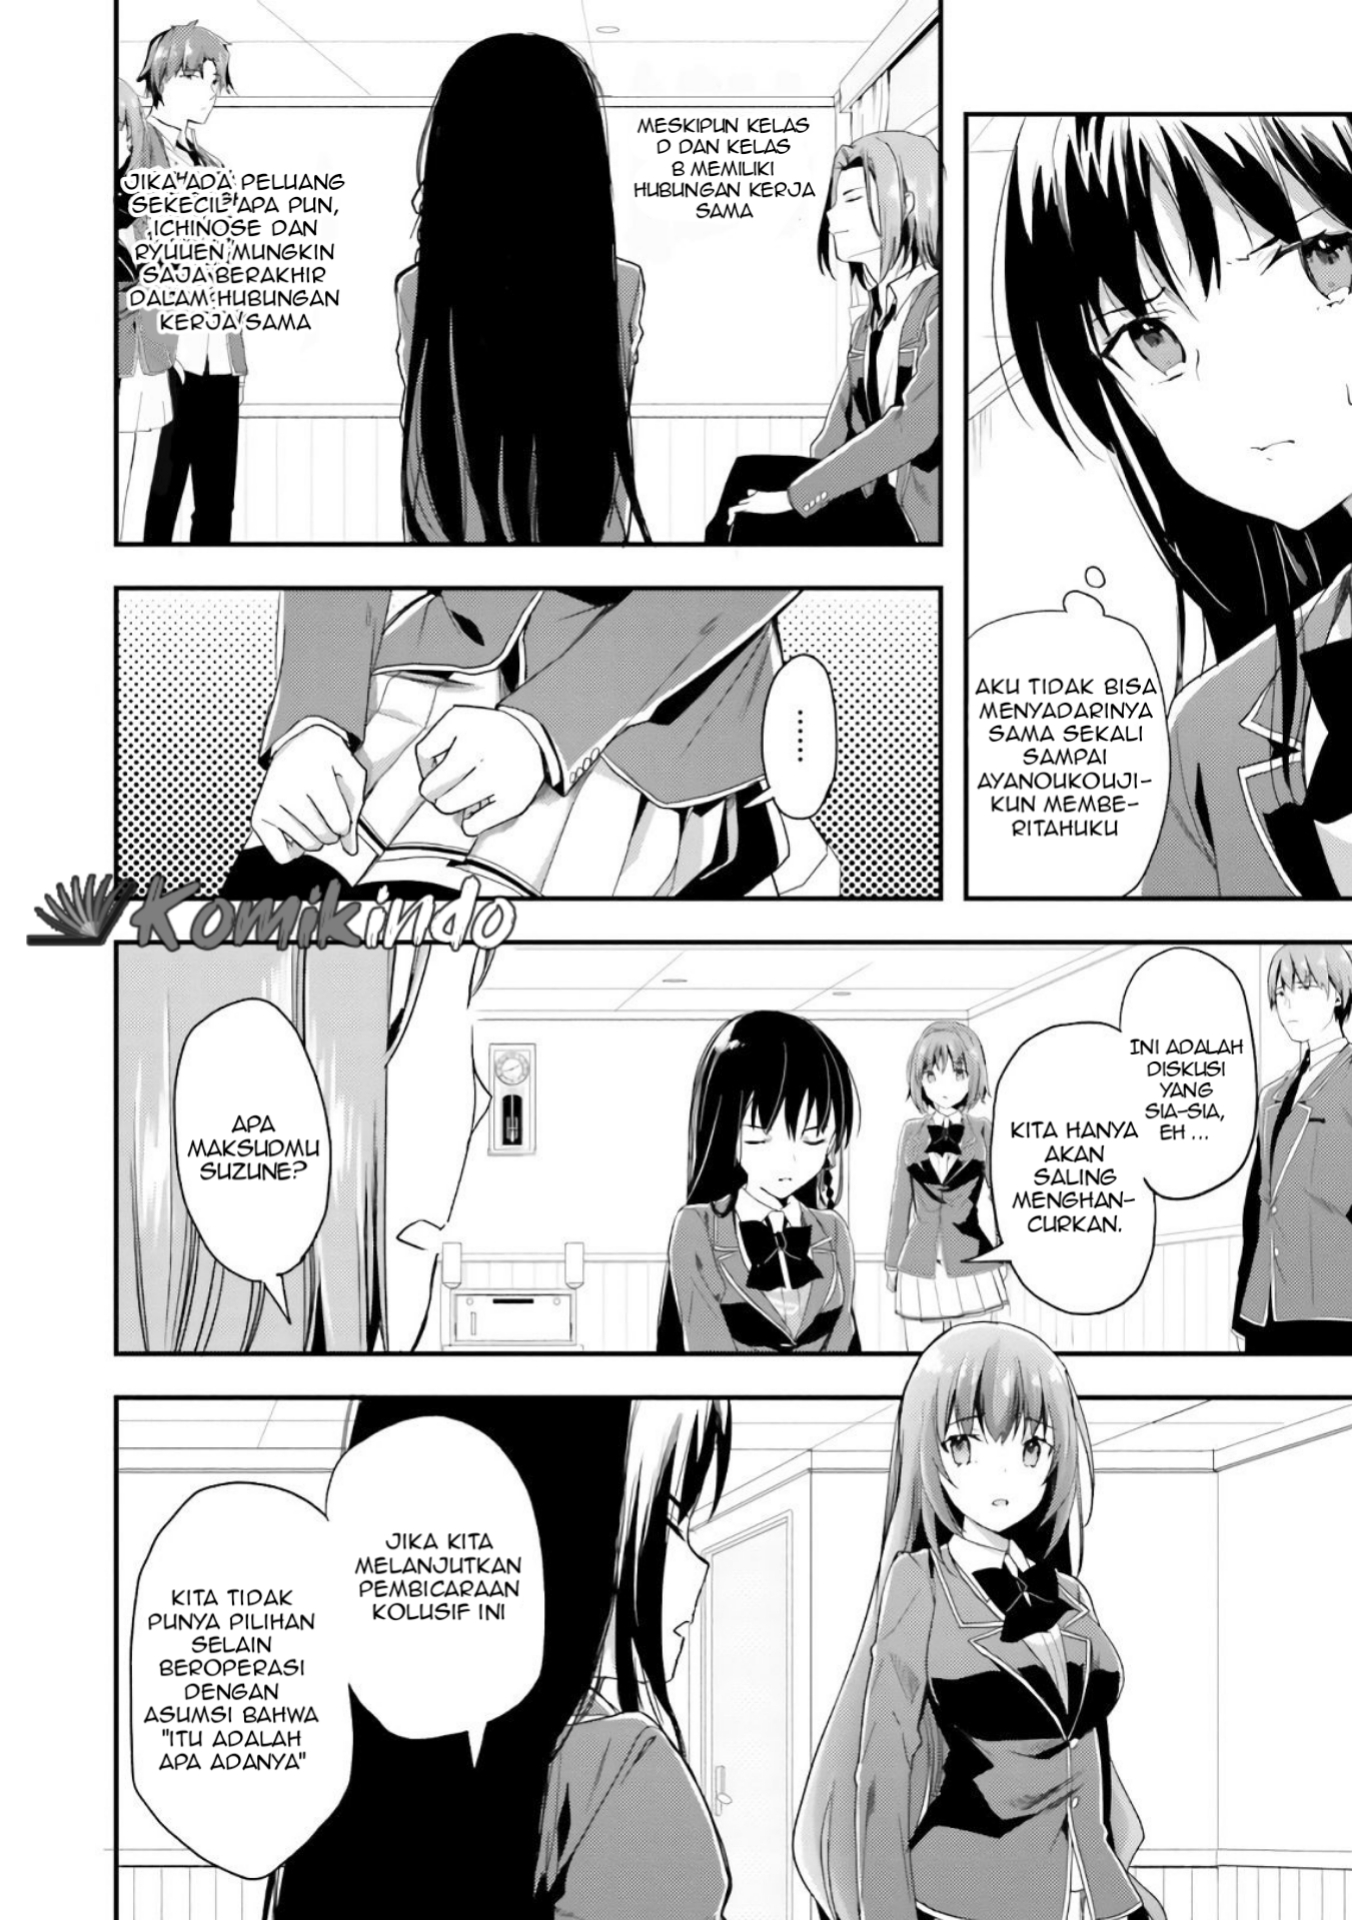 AKU TIDAK BISA
MENYADARINYA
SAMA SEKALI
SAMPAI
AYANOUKOUJI-
KUN MEMBE-
RITAHUKU
MESKIPUN KELAS
D DAN KELAS
B MEMILIKI
HUBUNGAN KERJA
SAMA
JIKA ADA PELUANG
SEKECIL APA PUN,
ICHINOSE DAN
RYUUEN MUNGKIN
SAJA BERAKHIR
DALAM HUBUNGAN
KERJA SAMA
......
Komikindo
INI ADALAH
DISKUSI
YANG
SIA-SIA,
EH ...
KITA HANYA
AKAN
SALING
MENGHAN-
CURKAN.
APA
MAKSUDMU
SUZUNE?
JIKA KITA
MELANJUTKAN
PEMBICARAAN
KOLUSIF INI
KITA TIDAK
PUNYA PILIHAN
SELAIN
BEROPERASI
DENGAN
ASUMSI BAHWA
"ITU ADALAH
APA ADANYA"